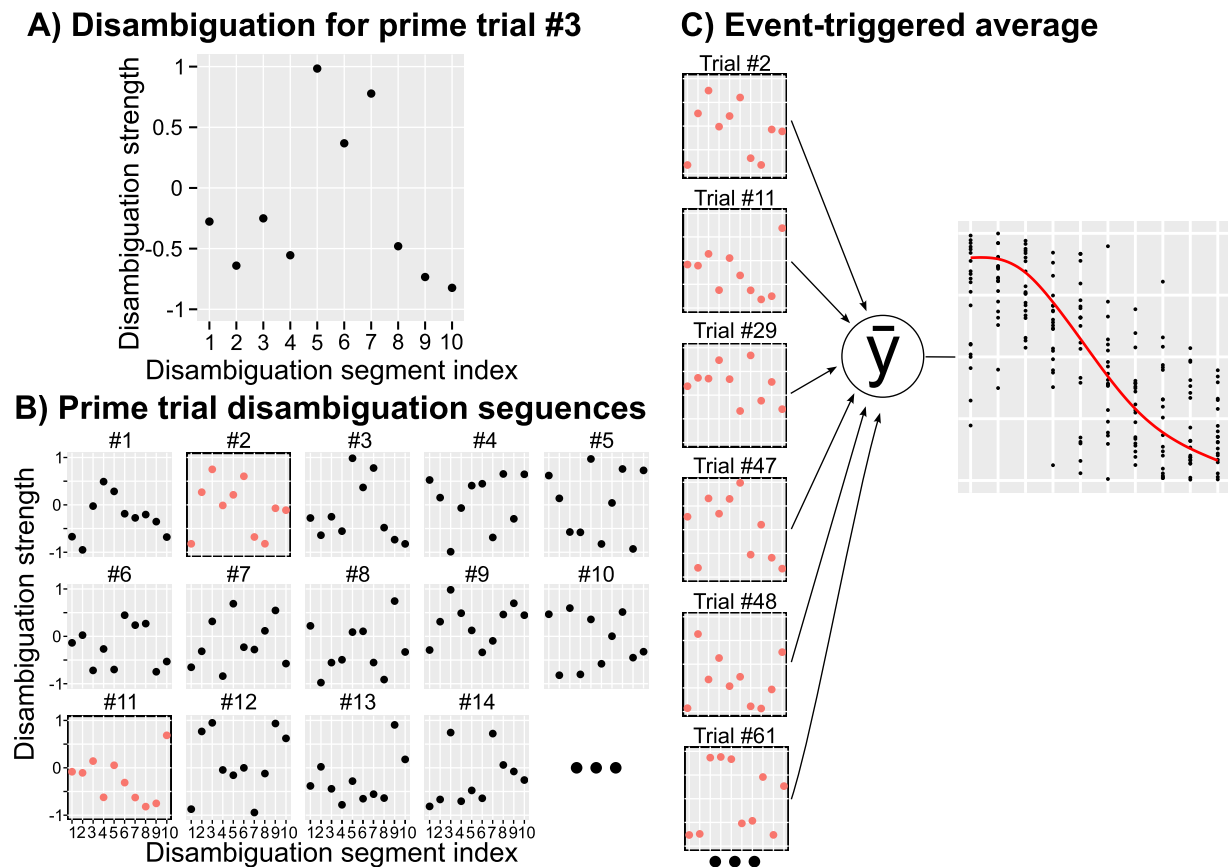 A) Disambiguation for prime trial #3
Disambiguation strength
1
0.5
0
-0.5
-1
1 2 3 4 5 6 7 8 9 10
Disambiguation segment index
B) Prime trial disambiguation seguences
Disambiguation strength
#1 #2 #3 #4 #5
1
0
-1
#6 #7 #8 #9 #10
1
0
-1
#11 #12 #13 #14
1
0
-1
12345678910 12345678910 12345678910 12345678910
Disambiguation segment index
C) Event-triggered average
Trial #2
Trial #11
Trial #29
Trial #47
Trial #48
Trial #61
ȳ